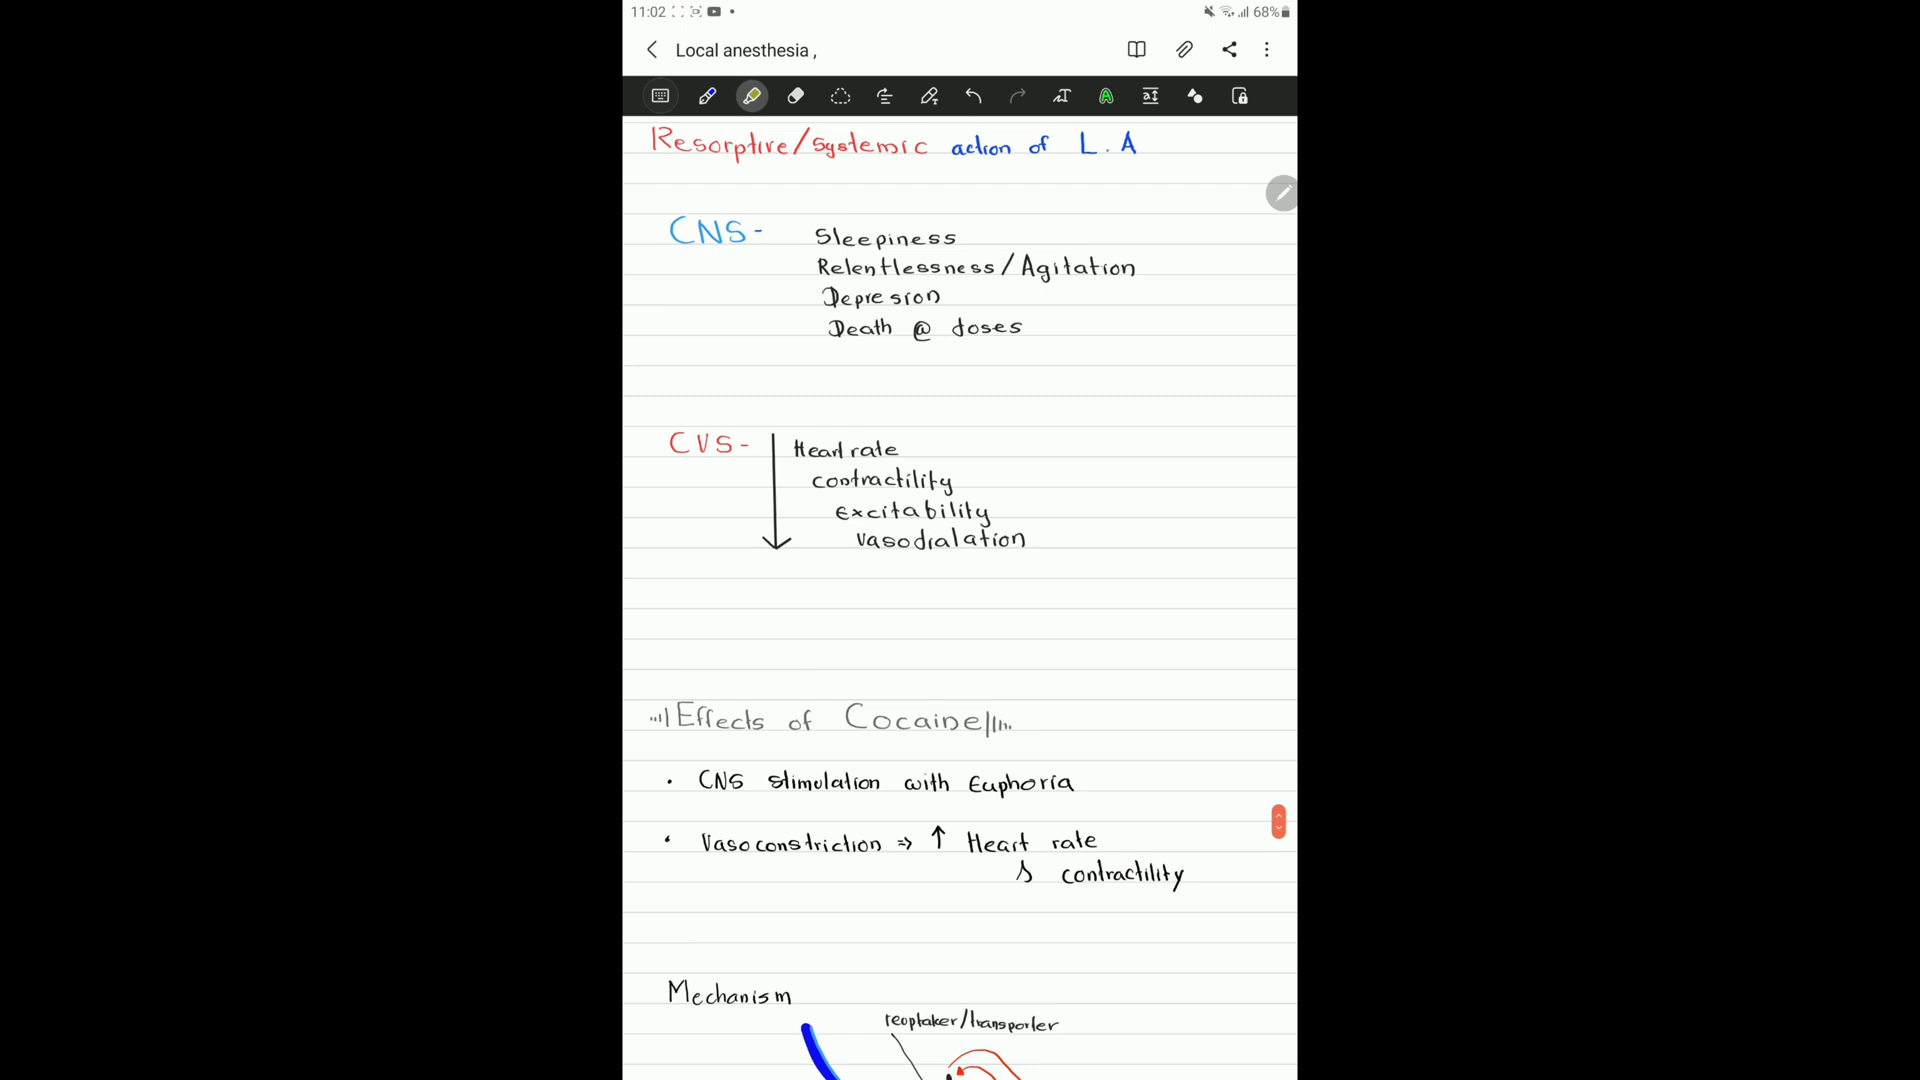 11:02
68%
Local anesthesia ,
Resorptive/Systemic action of L.A
CNS - Sleepiness
Relentlessness/Agitation
Depresion
Death @ doses
CVS - Heart rate
contractility
excitability
vasodialation
Effects of Cocaine
• CNS stimulation with Euphoria
• Vasoconstriction ⇒ ↑ Heart rate
contractility
Mechanism
reoptaker/transporter